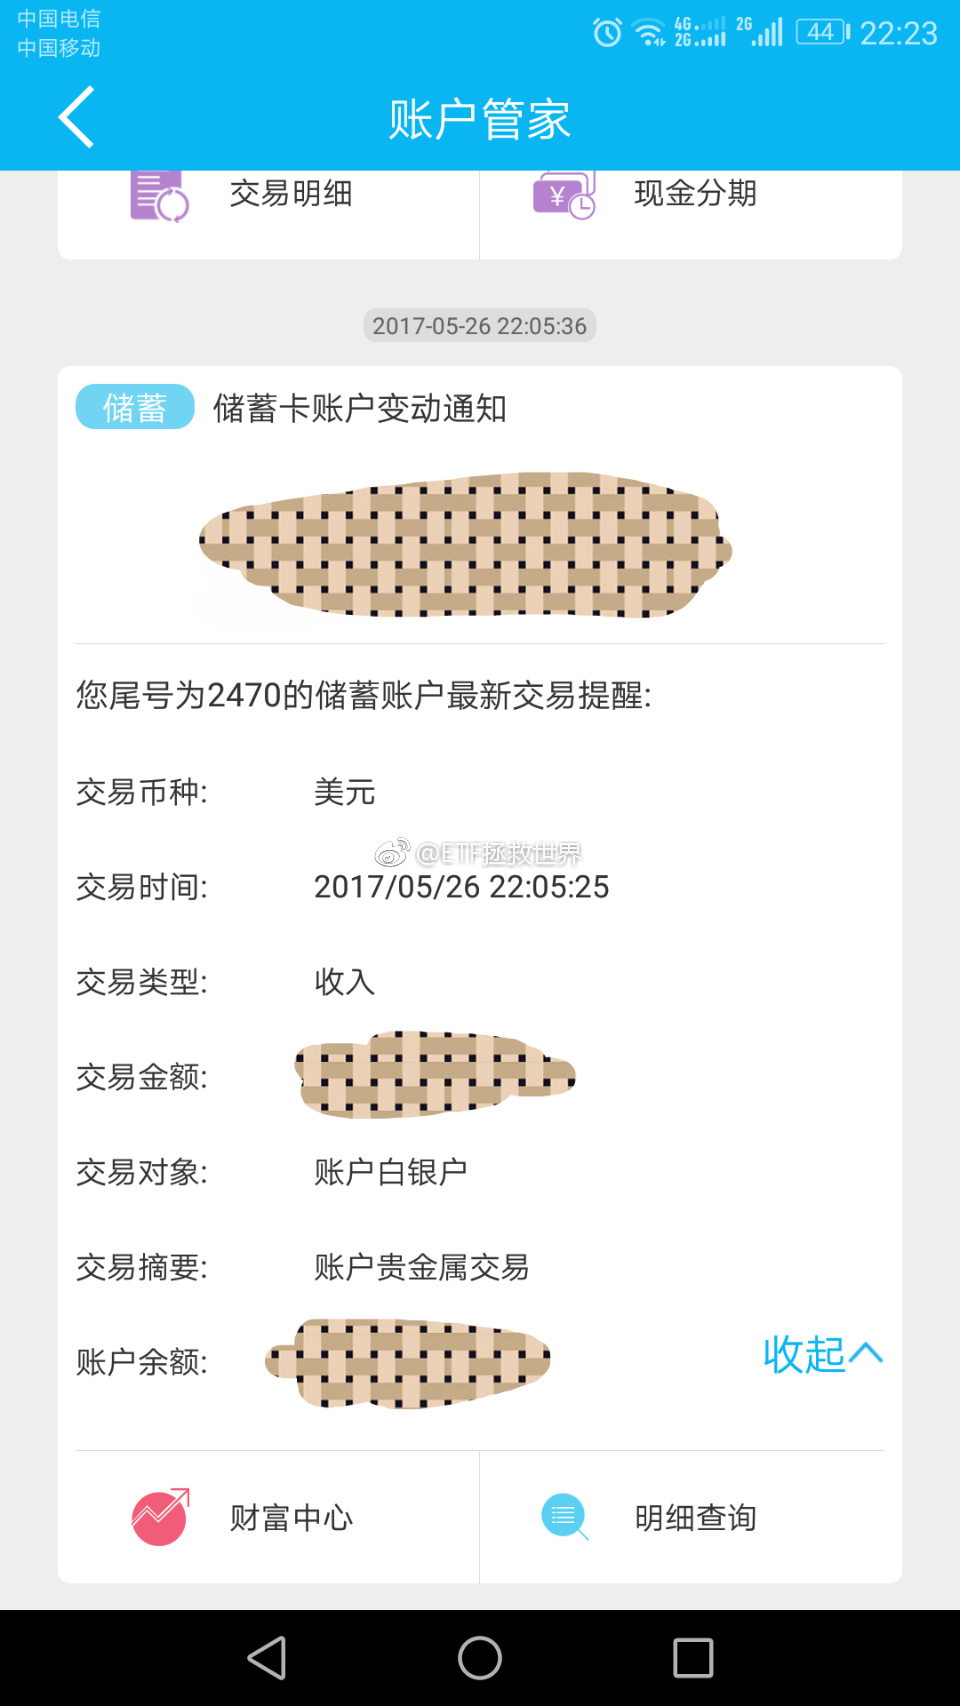 中国电信
中国移动
4G
2G
2G
44
22:23
账户管家
交易明细
现金分期
2017-05-26 22:05:36
储蓄 储蓄卡账户变动通知
您尾号为2470的储蓄账户最新交易提醒:
交易币种: 美元
@ETF拯救世界
交易时间: 2017/05/26 22:05:25
交易类型: 收入
交易金额:
交易对象: 账户白银户
交易摘要: 账户贵金属交易
账户余额:
收起
财富中心
明细查询